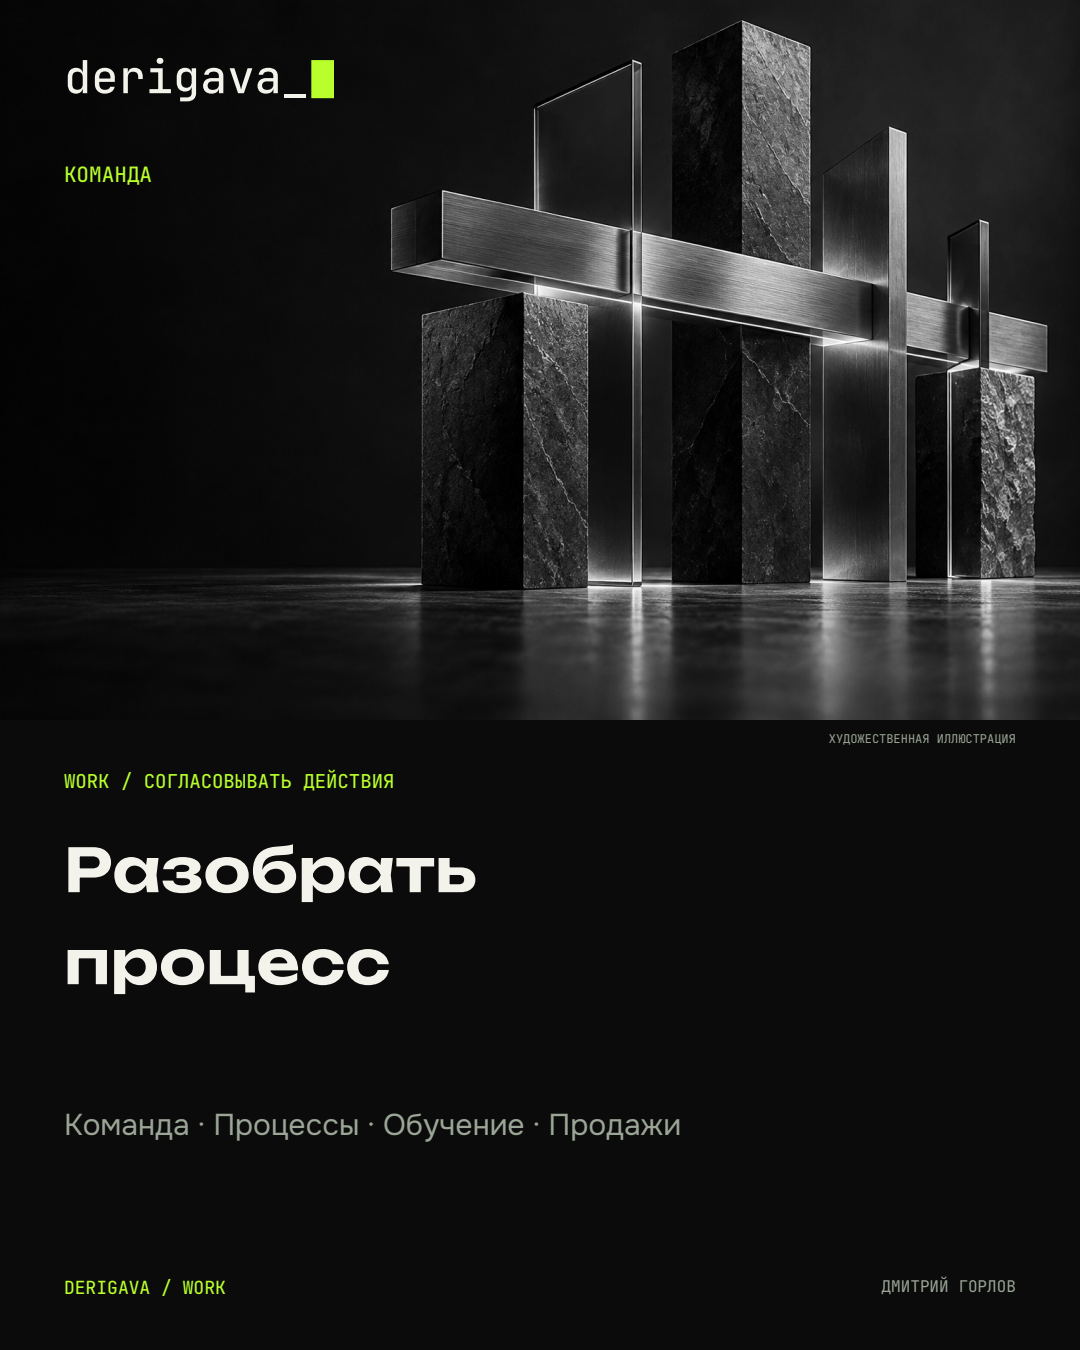 derigava_
КОМАНДА
ХУДОЖЕСТВЕННАЯ ИЛЛЮСТРАЦИЯ
WORK / СОГЛАСОВЫВАТЬ ДЕЙСТВИЯ
Разобрать
процесс
Команда · Процессы · Обучение · Продажи
DERIGAVA / WORK
ДМИТРИЙ ГОРЛОВ